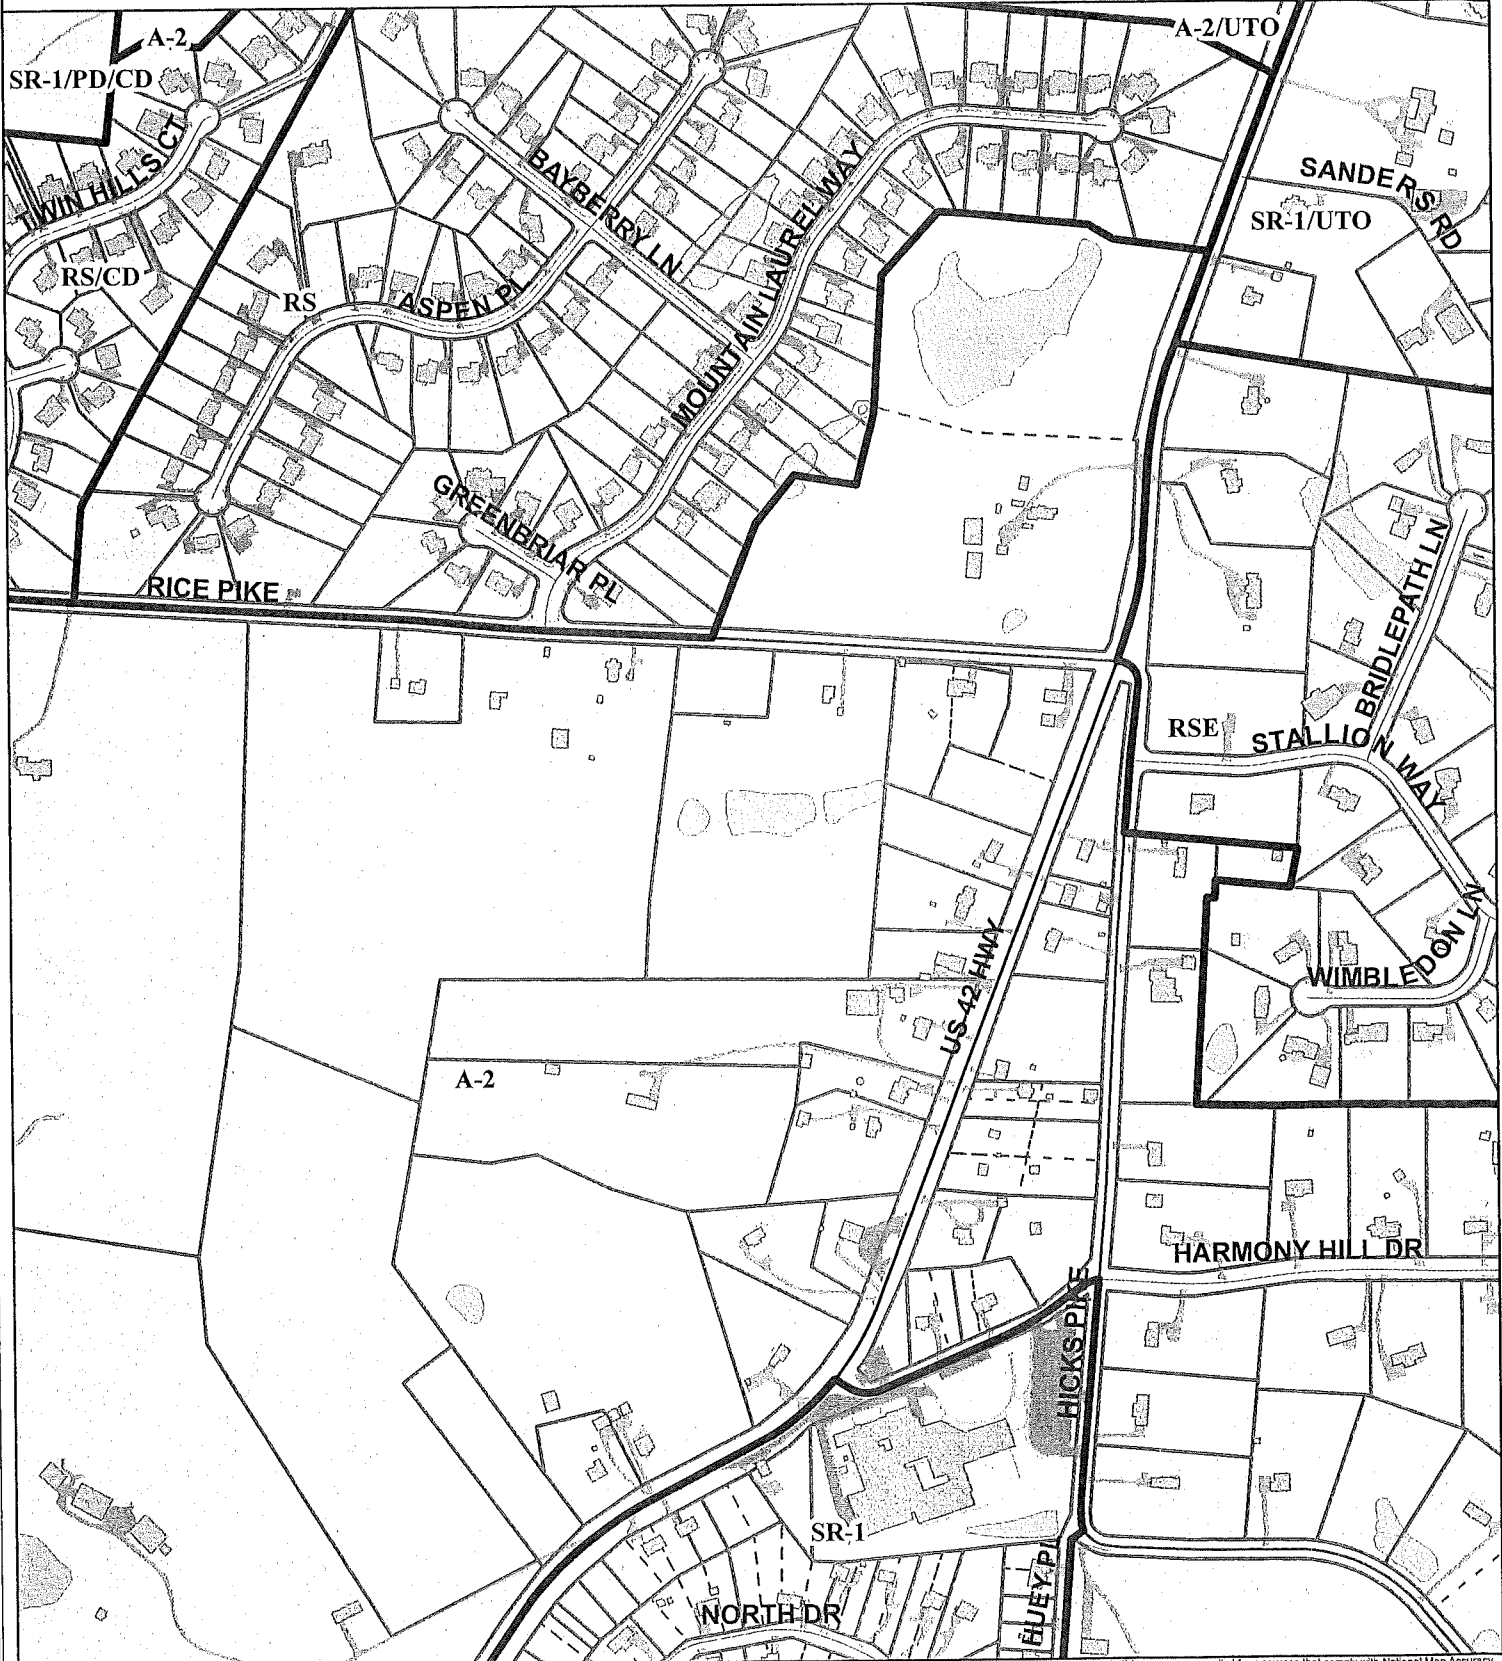 A-2
A-2/UTO
SR-1/PD/CD
TWIN HILL'S CT
BAYBERRY LN
MOUNTAIN LAUREL WAY
SANDERS RD
SR-1/UTO
RS/CD
RS
ASPEN PL
GREENBRIAR PL
RICE PIKE
BRIDLEPATH LN
RSE
STALLION WAY
US 42 HWY
WIMBLEDON LN
A-2
HARMONY HILL DR
HICKS PIKE
SR-1
NORTH DR
HUEY PL